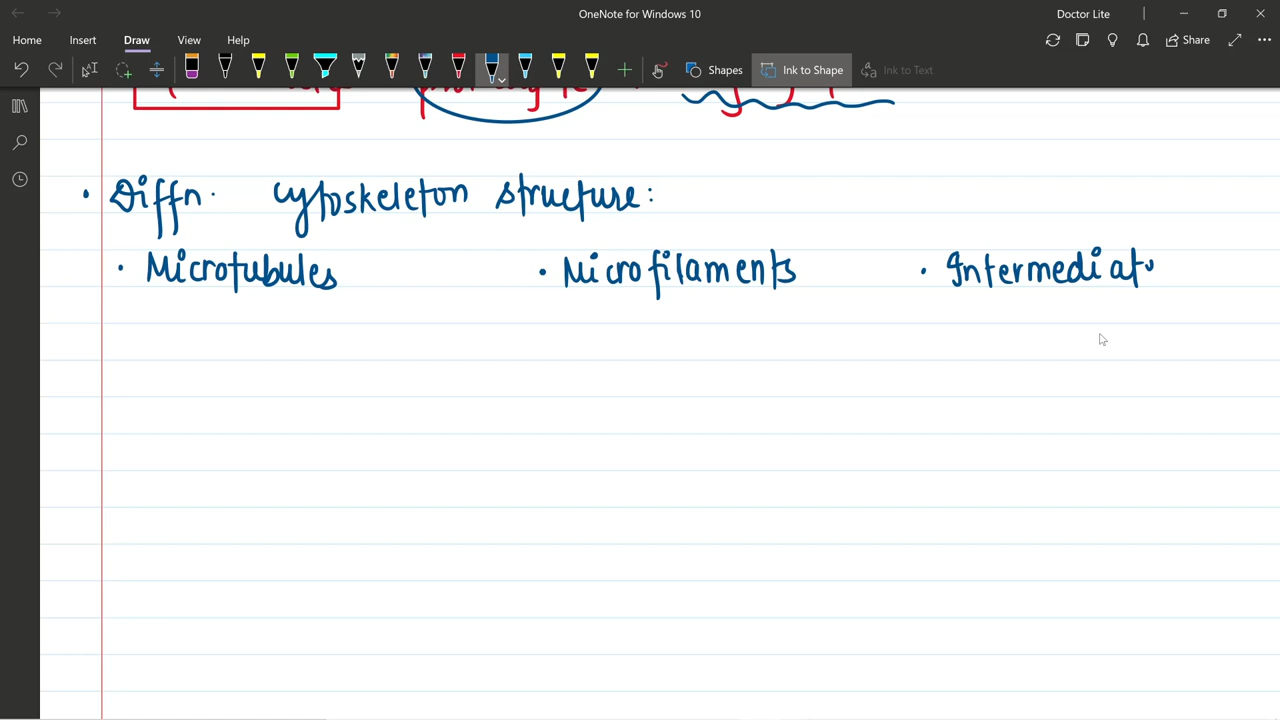 OneNote for Windows 10
Doctor Lite
Home Insert Draw View Help
Share
Shapes Ink to Shape Ink to Text
• Diffn. Cytoskeleton structure:
• Microtubules • Microfilaments • Intermediat